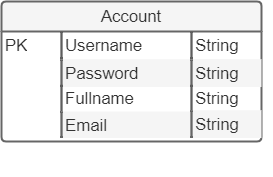 Account
PK Username String
Password String
Fullname String
Email String